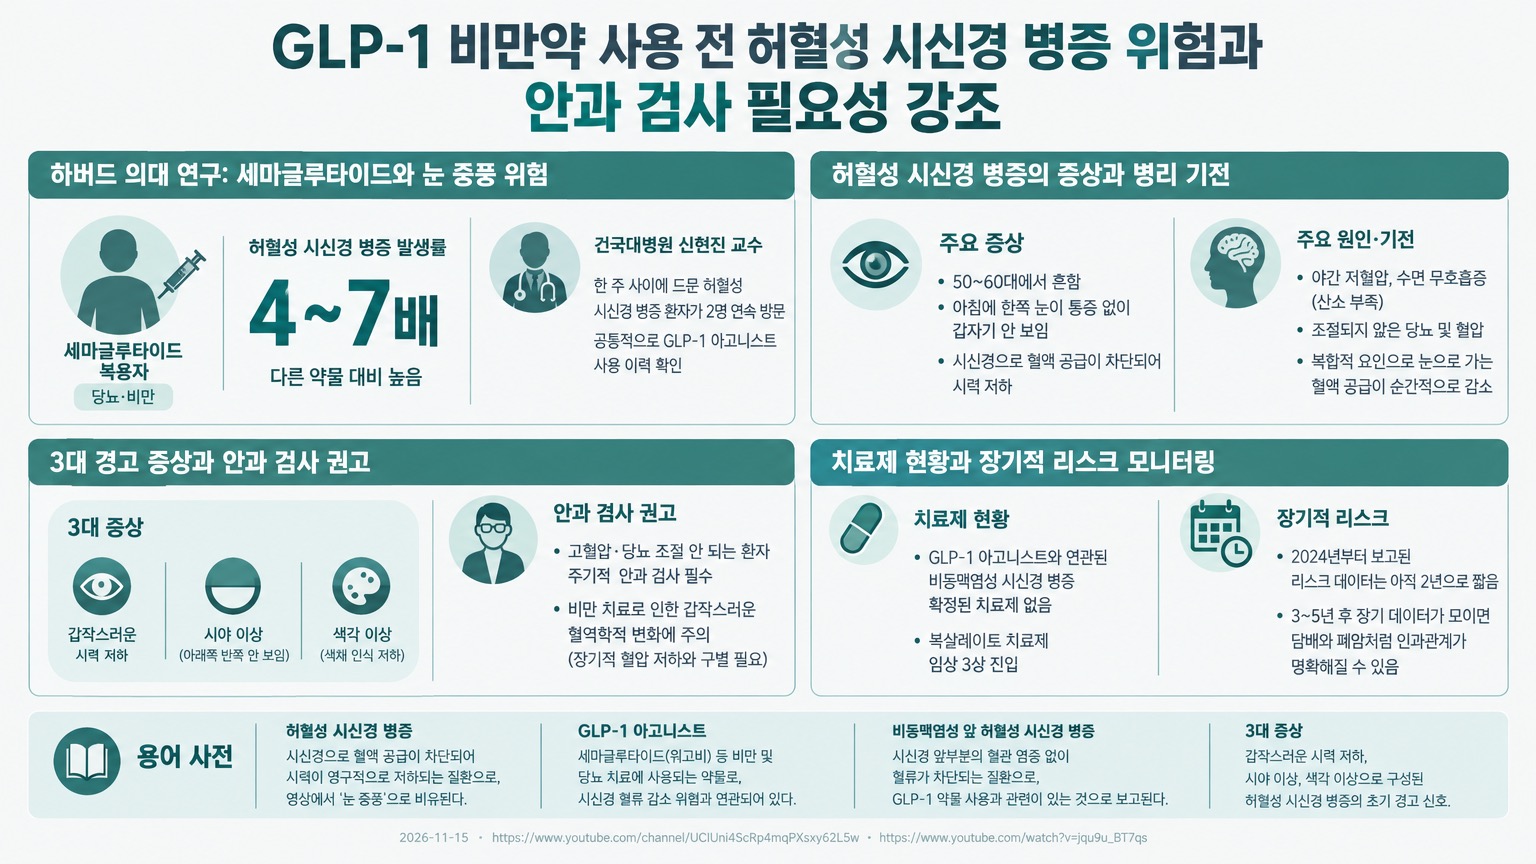 GLP-1 비만약 사용 전 허혈성 시신경 병증 위험과
안과 검사 필요성 강조
하버드 의대 연구: 세마글루타이드와 눈 중풍 위험
세마글루타이드
복용자
당뇨·비만
허혈성 시신경 병증 발생률
4~7배
다른 약물 대비 높음
건국대병원 신현진 교수
한 주 사이에 드문 허혈성
시신경 병증 환자가 2명 연속 방문
공통적으로 GLP-1 아고니스트
사용 이력 확인
허혈성 시신경 병증의 증상과 병리 기전
주요 증상
• 50~60대에서 흔함
• 아침에 한쪽 눈이 통증 없이
갑자기 안 보임
• 시신경으로 혈액 공급이 차단되어
시력 저하
주요 원인·기전
• 야간 저혈압, 수면 무호흡증
(산소 부족)
• 조절되지 않은 당뇨 및 혈압
• 복합적 요인으로 눈으로 가는
혈액 공급이 순간적으로 감소
3대 경고 증상과 안과 검사 권고
3대 증상
갑작스러운
시력 저하
시야 이상
(아래쪽 반쪽 안 보임)
색각 이상
(색채 인식 저하)
안과 겸사 권고
• 고혈압·당뇨 조절 안 되는 환자
주기적 안과 검사 필수
• 비만 치료로 인한 갑작스러운
혈역학적 변화에 주의
(장기적 혈압 저하와 구별 필요)
치료제 현황과 장기적 리스크 모니터링
치료제 현황
• GLP-1 아고니스트와 연관된
비동맥염성 시신경 병증
확정된 치료제 없음
• 복살레이트 치료제
임상 3상 진입
장기적 리스크
• 2024년부터 보고된
리스크 데이터는 아직 2년으로 짧음
• 3~5년 후 장기 데이터가 모이면
담배와 폐암처럼 인과관계가
명확해질 수 있음
용어 사전
허혈성 시신경 병증
시신경으로 혈액 공급이 차단되어
시력이 영구적으로 저하되는 질환으로,
영상에서 '눈 중풍'으로 비유된다.
GLP-1 아고니스트
세마글루타이드(위고비) 등 비만 및
당뇨 치료에 사용되는 약물로,
시신경 혈류 감소 위험과 연관되어 있다.
비동맥염성 앞 허혈성 시신경 병증
시신경 앞부분의 혈관 염증 없이
혈류가 차단되는 질환으로,
GLP-1 약물 사용과 관련이 있는 것으로 보고된다.
3대 증상
갑작스러운 시력 저하,
시야 이상, 색각 이상으로 구성된
허혈성 시신경 병증의 초기 경고 신호.
2026-11-15 • https://www.youtube.com/channel/UCIUni4ScRp4mqPXsxy62L5w • https://www.youtube.com/watch?v=jqu9u_BT7qs